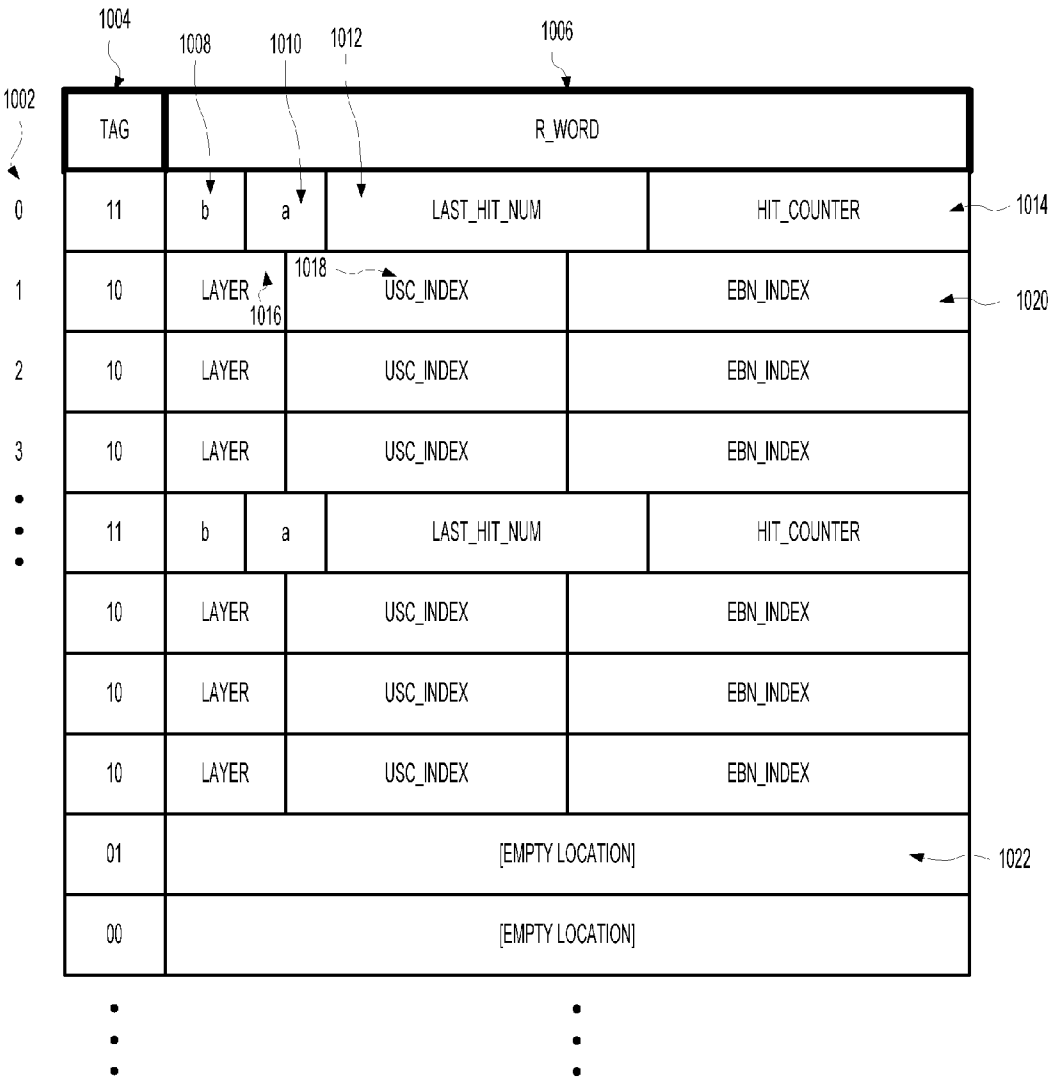 1004
1008
1010
1012
1006
1002
TAG R_WORD
0 11 b a LAST_HIT_NUM HIT_COUNTER 1014
1 10 LAYER 1016 1018 USC_INDEX EBN_INDEX 1020
2 10 LAYER USC_INDEX EBN_INDEX
3 10 LAYER USC_INDEX EBN_INDEX
11 b a LAST_HIT_NUM HIT_COUNTER
10 LAYER USC_INDEX EBN_INDEX
10 LAYER USC_INDEX EBN_INDEX
10 LAYER USC_INDEX EBN_INDEX
01 [EMPTY LOCATION] 1022
00 [EMPTY LOCATION]